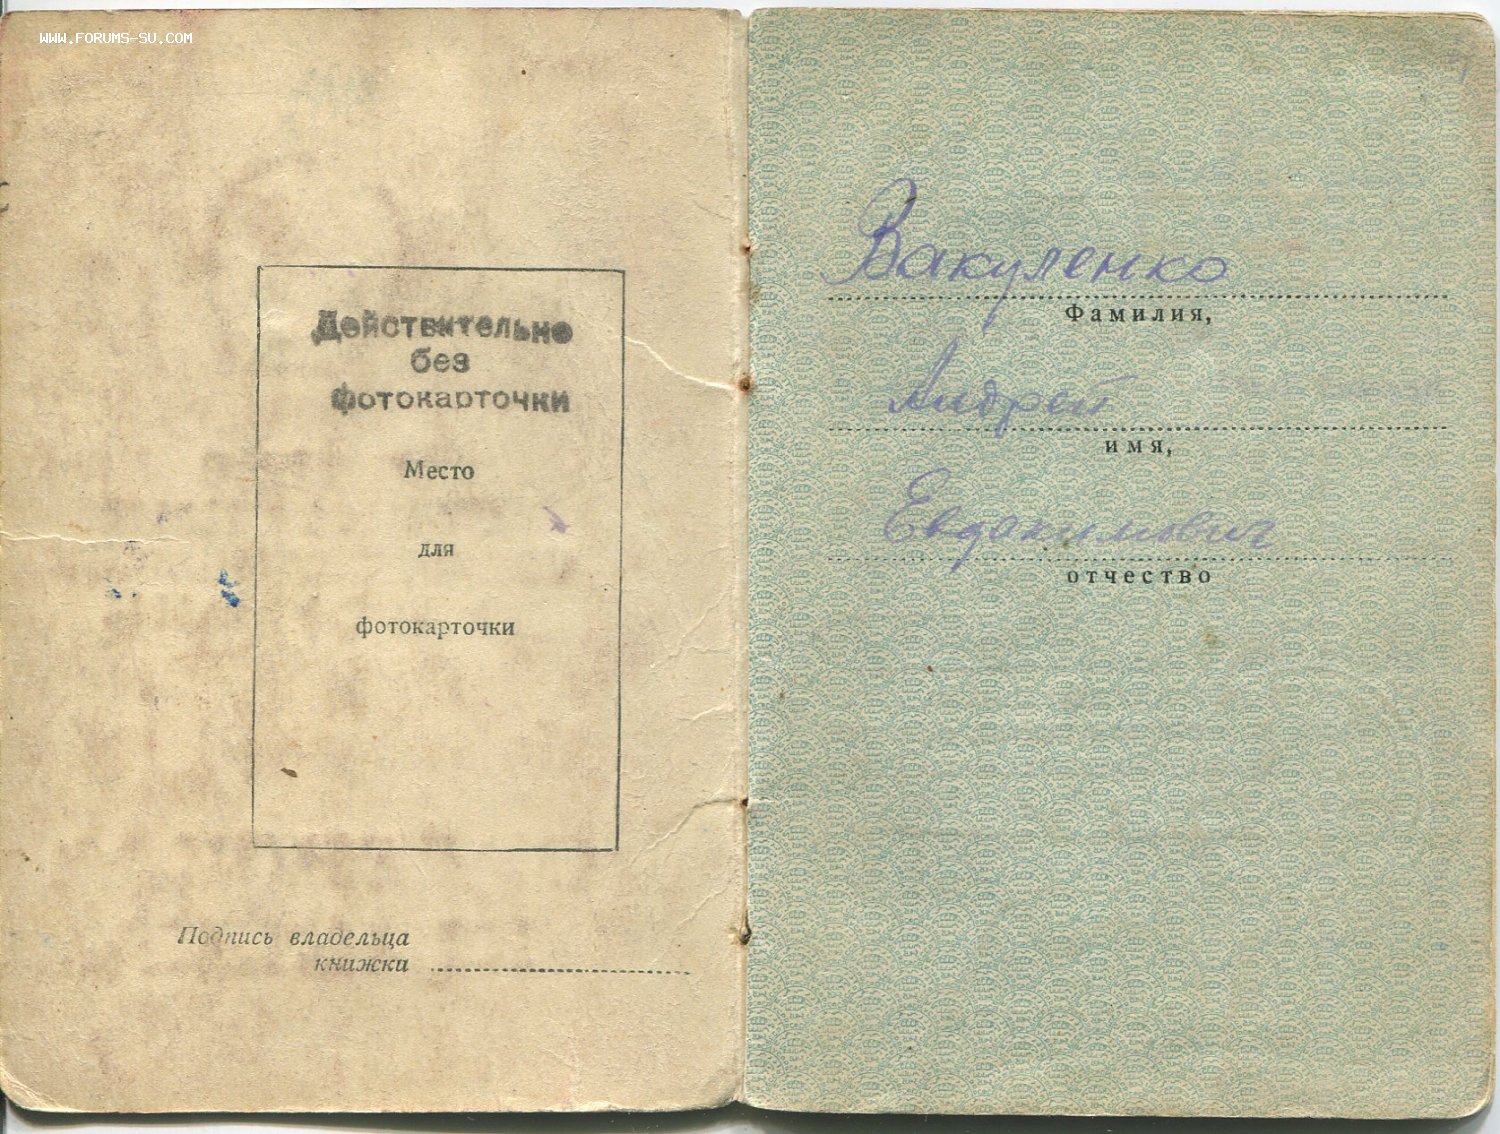 WWW.FORUMS-SU.COM
Действительно
без
фотокарточки
Место
для
фотокарточки
Подпись владельца
книжки
Вакуленко
Фамилия,
Андрей
имя,
Евдокимович
отчество